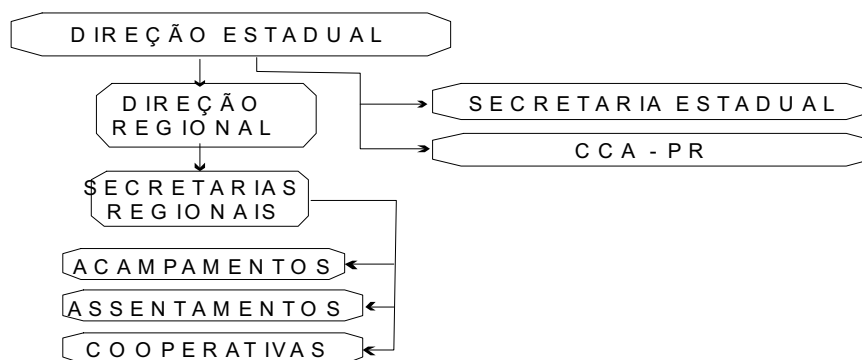 DIREÇÃO ESTADUAL
DIREÇÃO
REGIONAL
SECRETARIA ESTADUAL
CCA - PR
SECRETARIAS
REGIONAIS
ACAMPAMENTOS
ASSENTAMENTOS
COOPERATIVAS